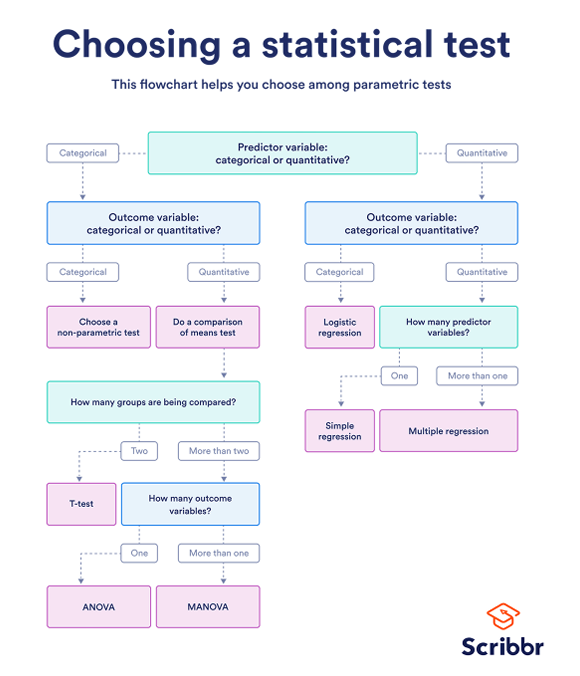 Choosing a statistical test
This flowchart helps you choose among parametric tests
Predictor variable:
categorical or quantitative?
Categorical
Quantitative
Outcome variable:
categorical or quantitative?
Outcome variable:
categorical or quantitative?
Categorical
Quantitative
Categorical
Quantitative
Choose a
non-parametric test
Do a comparison
of means test
Logistic
regression
How many predictor
variables?
One
More than one
How many groups are being compared?
Simple
regression
Multiple regression
Two
More than two
T-test
How many outcome
variables?
One
More than one
ANOVA
MANOVA
Scribbr